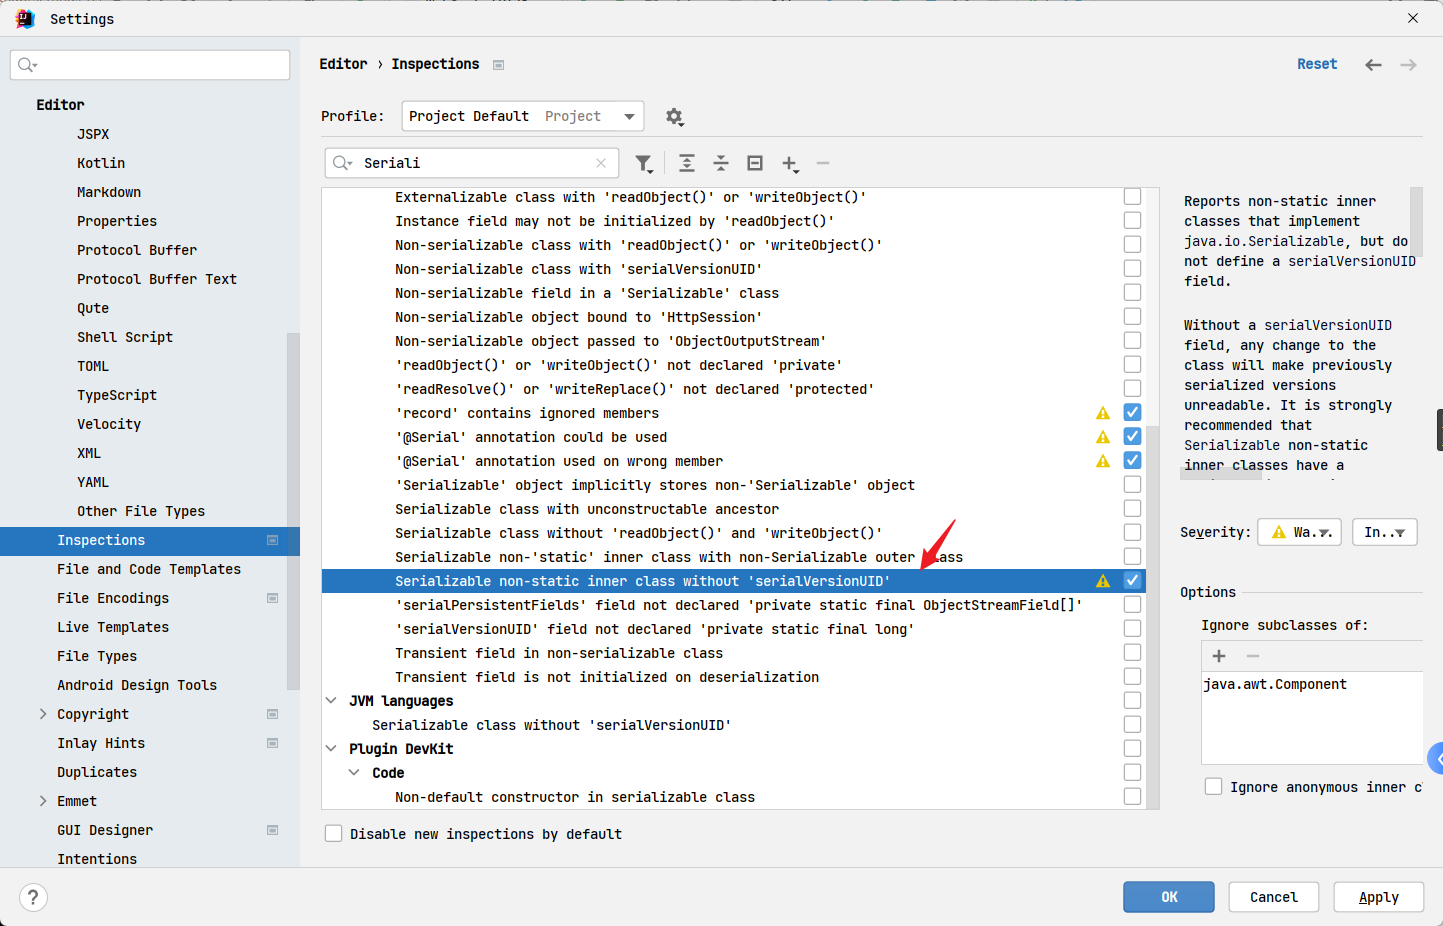 Settings
Editor › Inspections
Reset
Editor
JSPX
Kotlin
Markdown
Properties
Protocol Buffer
Protocol Buffer Text
Qute
Shell Script
TOML
TypeScript
Velocity
XML
YAML
Other File Types
Inspections
File and Code Templates
File Encodings
Live Templates
File Types
Android Design Tools
Copyright
Inlay Hints
Duplicates
Emmet
GUI Designer
Intentions
Profile: Project Default Project
Seriali
Externalizable class with 'readObject()' or 'writeObject()'
Instance field may not be initialized by 'readObject()'
Non-serializable class with 'readObject()' or 'writeObject()'
Non-serializable class with 'serialVersionUID'
Non-serializable field in a 'Serializable' class
Non-serializable object bound to 'HttpSession'
Non-serializable object passed to 'ObjectOutputStream'
'readObject()' or 'writeObject()' not declared 'private'
'readResolve()' or 'writeReplace()' not declared 'protected'
'record' contains ignored members
'@Serial' annotation could be used
'@Serial' annotation used on wrong member
'Serializable' object implicitly stores non-'Serializable' object
Serializable class with unconstructable ancestor
Serializable class without 'readObject()' and 'writeObject()'
Serializable non-'static' inner class with non-Serializable outer class
Serializable non-static inner class without 'serialVersionUID'
'serialPersistentFields' field not declared 'private static final ObjectStreamField[]'
'serialVersionUID' field not declared 'private static final long'
Transient field in non-serializable class
Transient field is not initialized on deserialization
JVM languages
Serializable class without 'serialVersionUID'
Plugin DevKit
Code
Non-default constructor in serializable class
Disable new inspections by default
Reports non-static inner
classes that implement
java.io.Serializable, but do
not define a serialVersionUID
field.
Without a serialVersionUID
field, any change to the
class will make previously
serialized versions
unreadable. It is strongly
recommended that
Serializable non-static
inner classes have a
Severity: Wa... In...
Options
Ignore subclasses of:
java.awt.Component
Ignore anonymous inner c
?
OK
Cancel
Apply